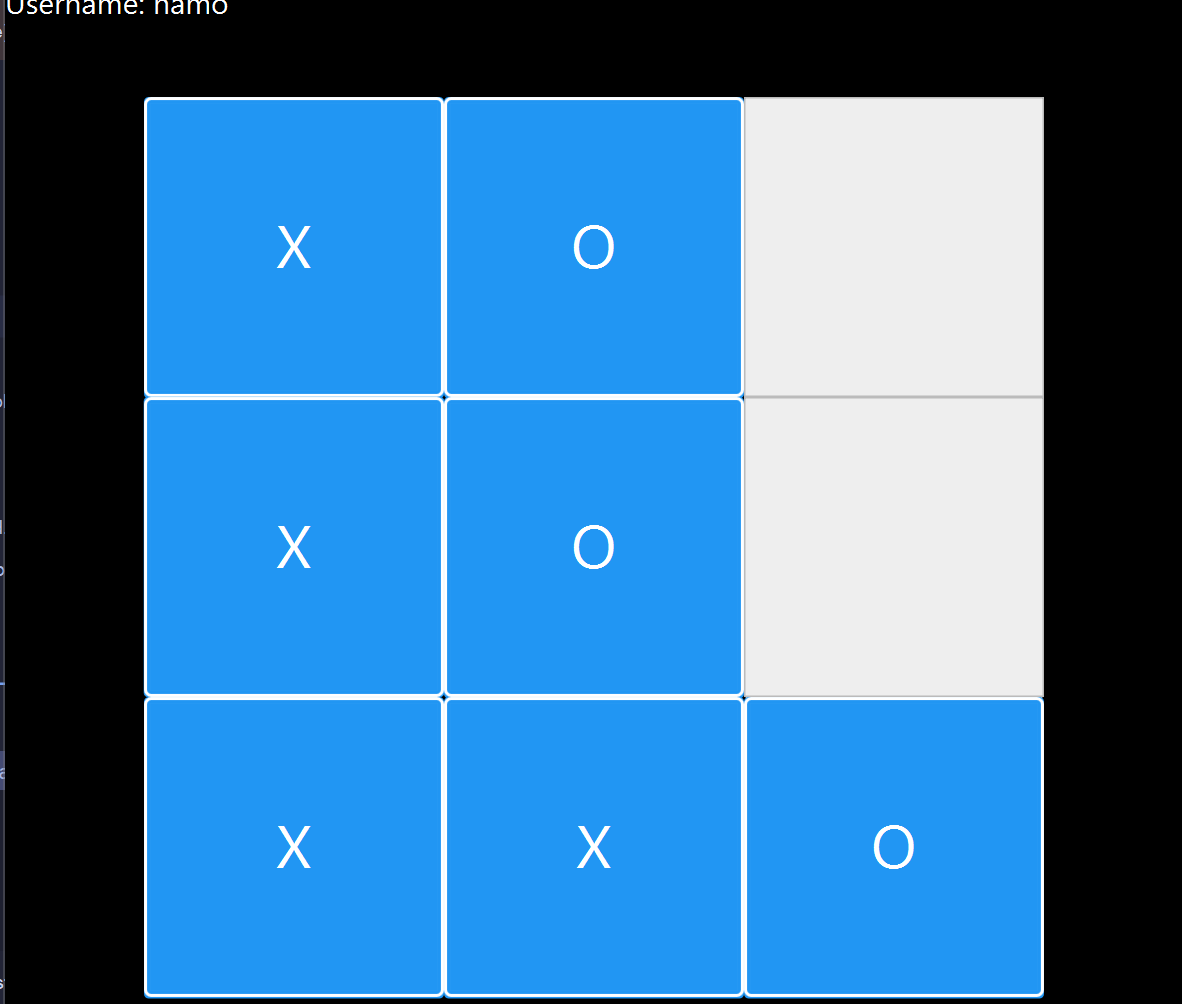 Username: namo
X O
X O
X X O